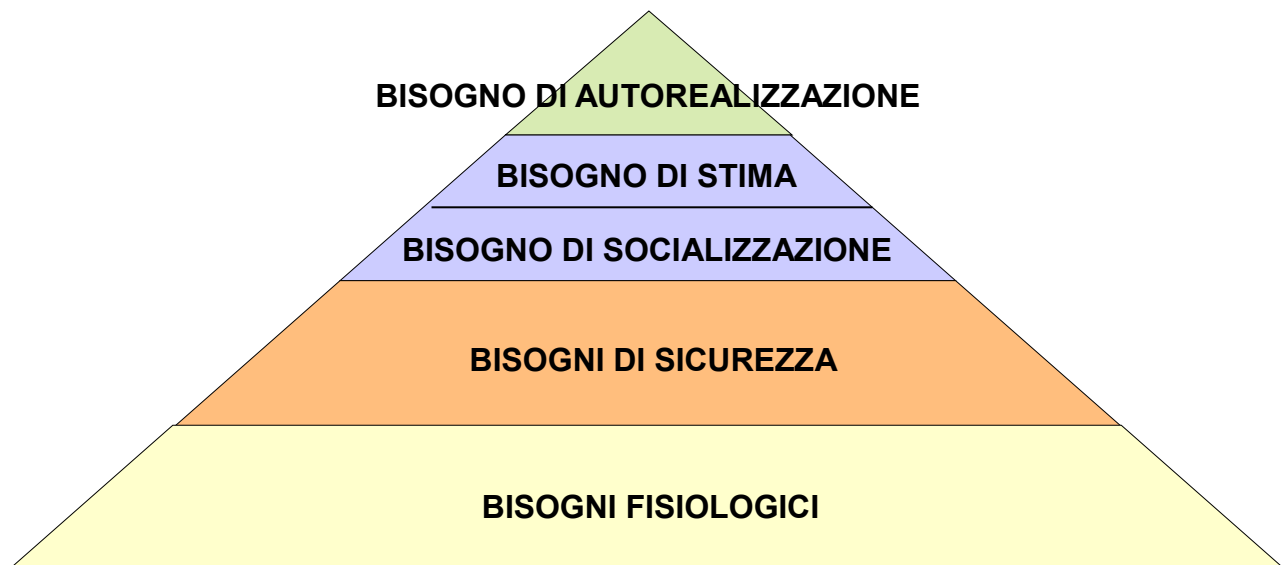 BISOGNO DI AUTOREALIZZAZIONE
BISOGNO DI STIMA
BISOGNO DI SOCIALIZZAZIONE
BISOGNI DI SICUREZZA
BISOGNI FISIOLOGICI